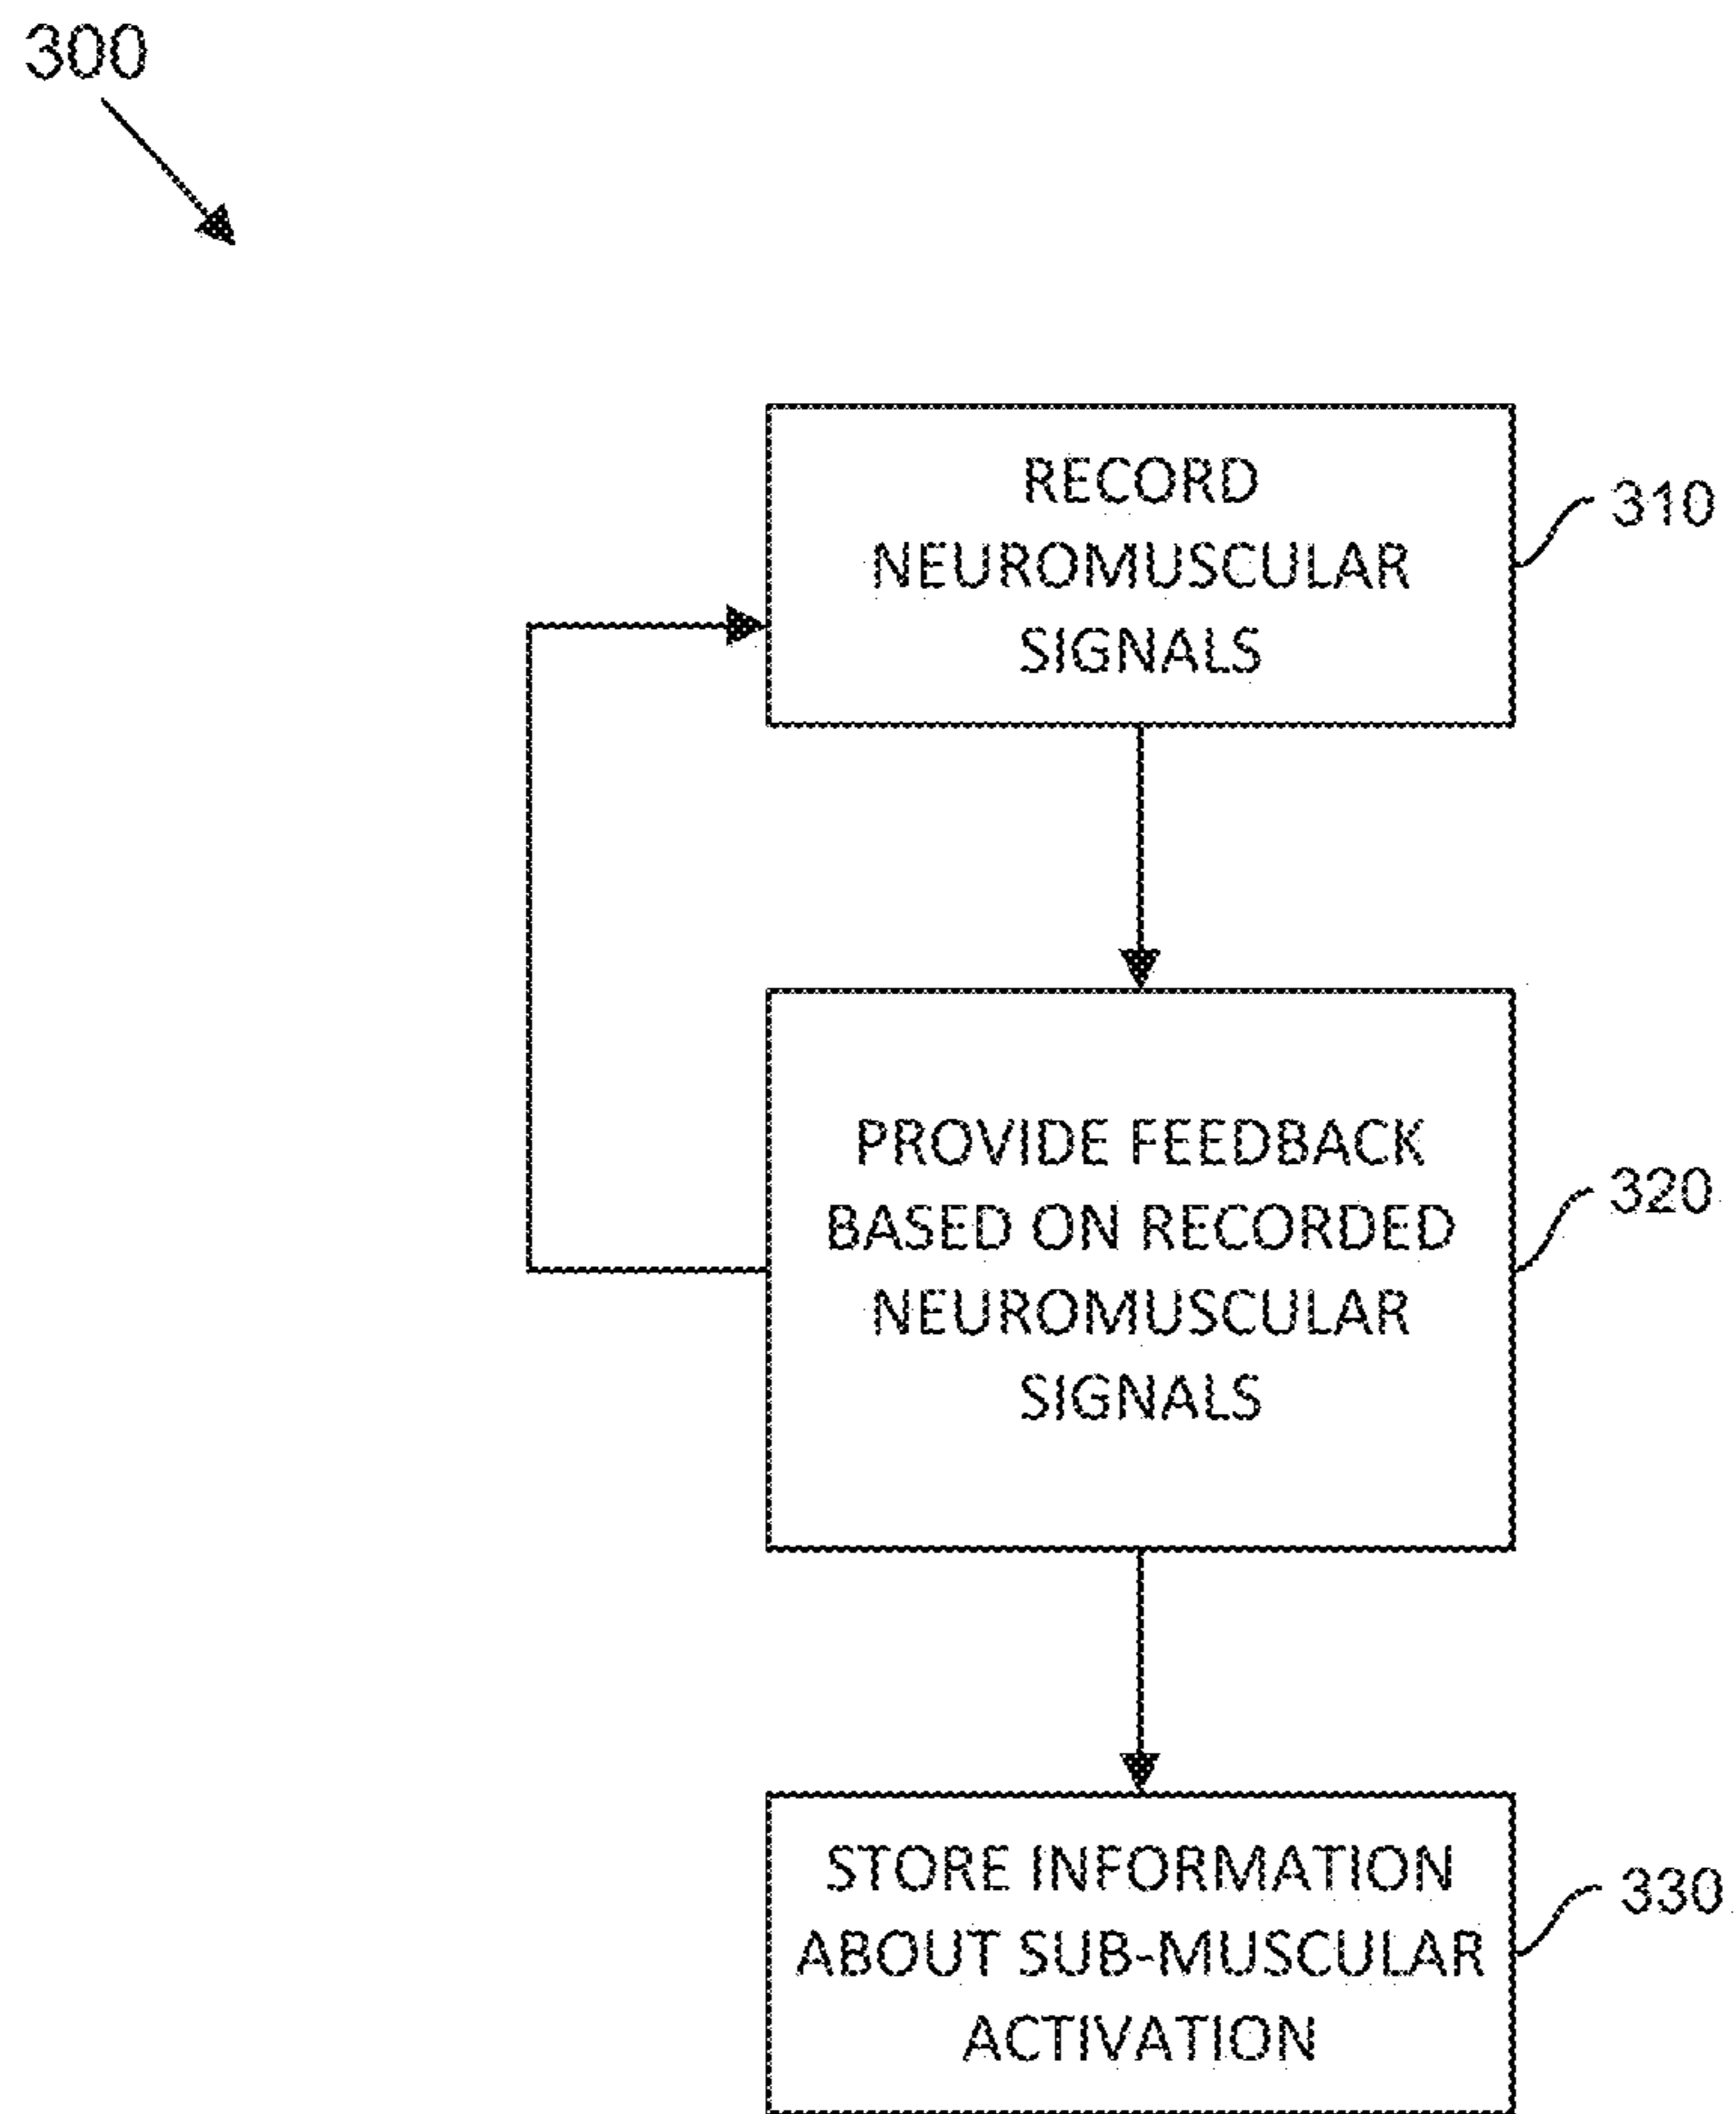 300
RECORD
NEUROMUSCULAR
SIGNALS
310
PROVIDE FEEDBACK
BASED ON RECORDED
NEUROMUSCULAR
SIGNALS
320
STORE INFORMATION
ABOUT SUB-MUSCULAR
ACTIVATION
330